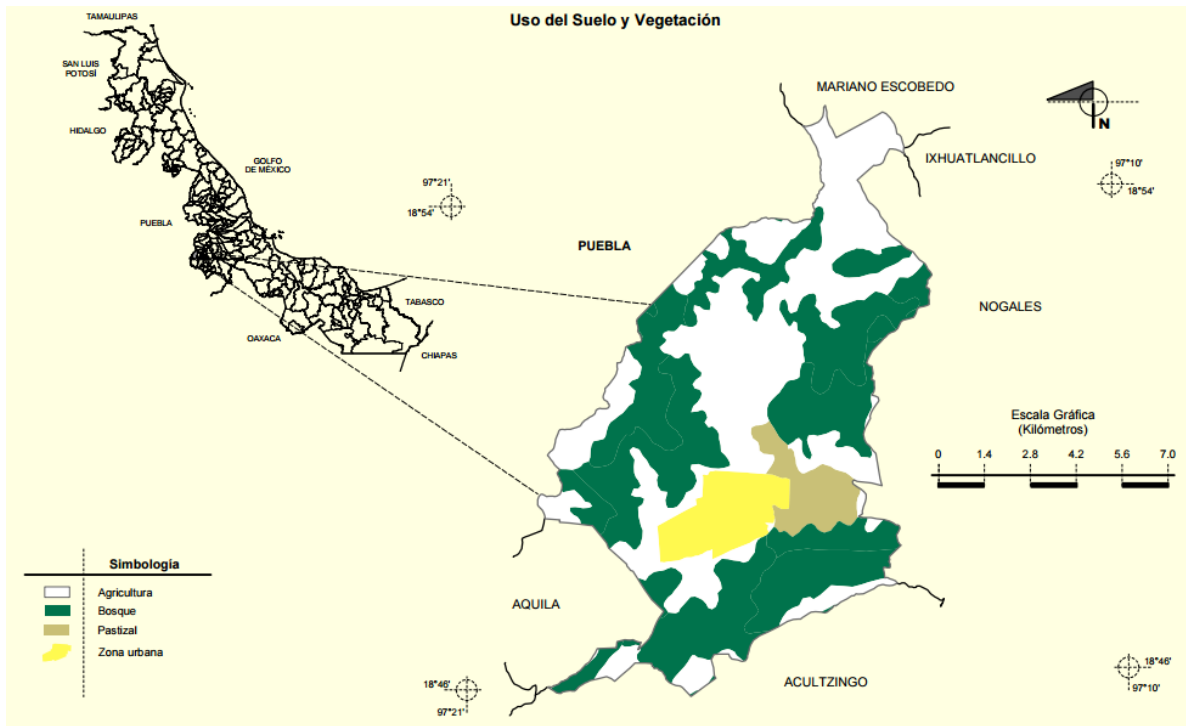 Uso del Suelo y Vegetación
TAMAULIPAS
SAN LUIS
POTOSÍ
HIDALGO
GOLFO
DE MÉXICO
PUEBLA
OAXACA
TABASCO
CHIAPAS
MARIANO ESCOBEDO
IXHUATLANCILLO
N
97°21'
18°54'
97°10'
18°54'
PUEBLA
NOGALES
Escala Gráfica
(Kilómetros)
0 1.4 2.8 4.2 5.6 7.0
Simbología
Agricultura
Bosque
Pastizal
Zona urbana
AQUILA
ACULTZINGO
18°46'
97°21'
18°46'
97°10'